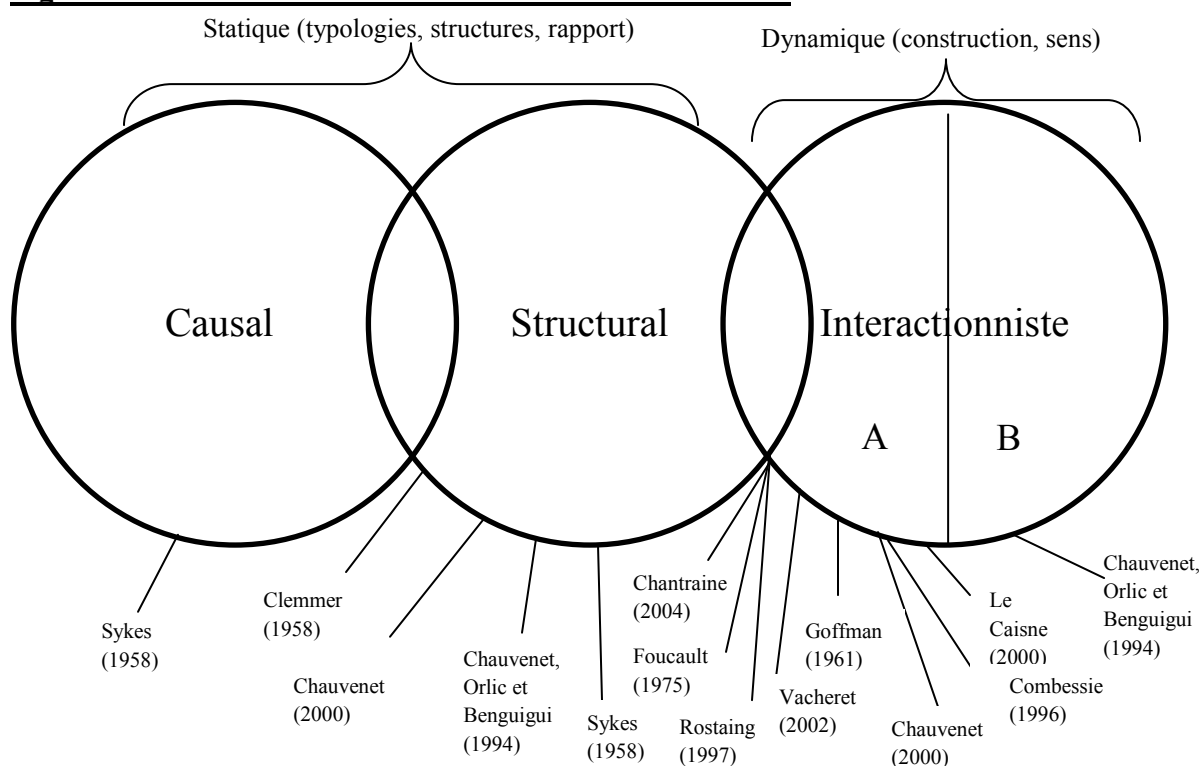 Statique (typologies, structures, rapport)
Dynamique (construction, sens)
Causal
Structural
Interactionniste
A
B
Sykes
(1958)
Clemmer
(1958)
Chauvenet
(2000)
Chauvenet,
Orlic et
Benguigui
(1994)
Sykes
(1958)
Chantraine
(2004)
Foucault
(1975)
Rostaing
(1997)
Vacheret
(2002)
Goffman
(1961)
Chauvenet
(2000)
Le
Caisne
(2000)
Combessie
(1996)
Chauvenet,
Orlic et
Benguigui
(1994)